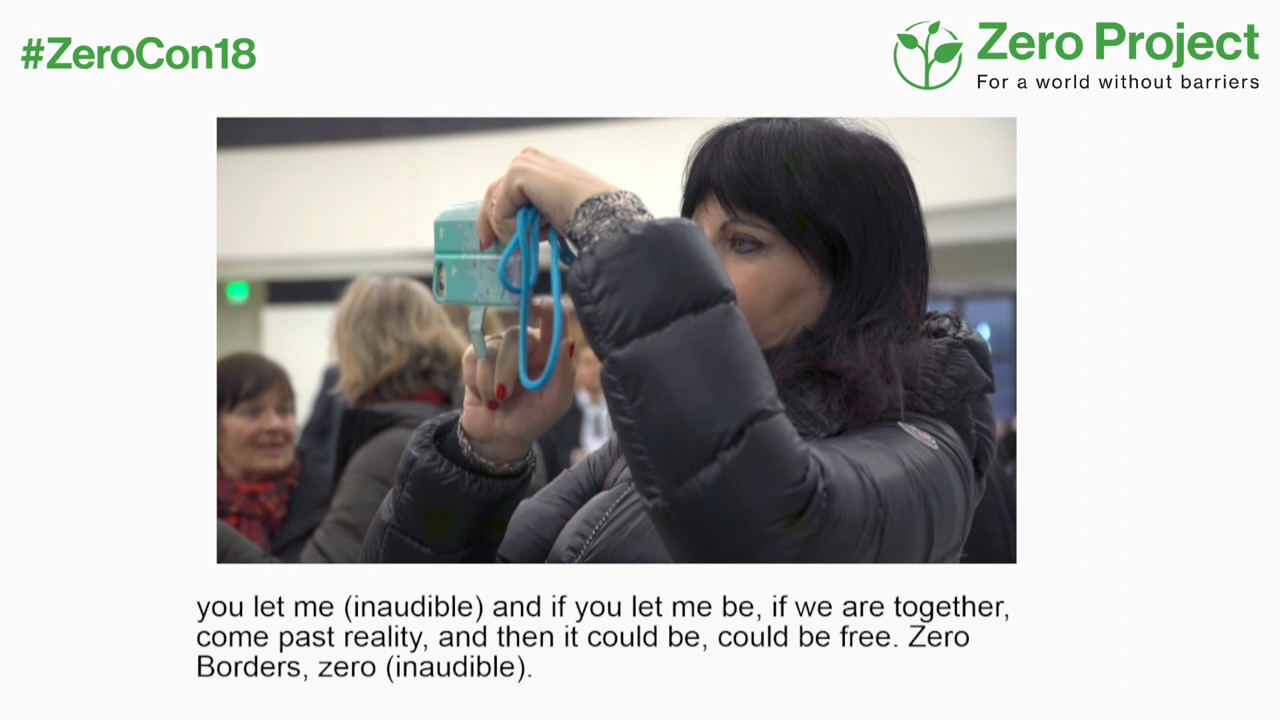 #ZeroCon18
Zero Project
For a world without barriers
you let me (inaudible) and if you let me be, if we are together,
come past reality, and then it could be, could be free. Zero
Borders, zero (inaudible).